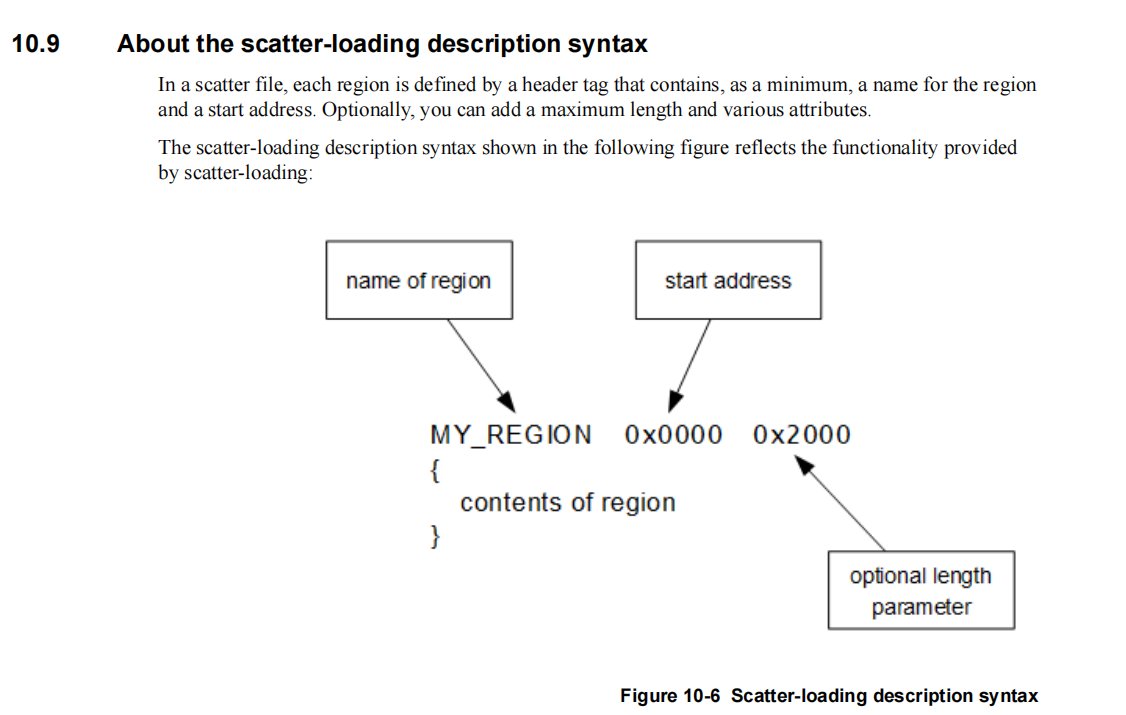 10.9 About the scatter-loading description syntax
In a scatter file, each region is defined by a header tag that contains, as a minimum, a name for the region
and a start address. Optionally, you can add a maximum length and various attributes.
The scatter-loading description syntax shown in the following figure reflects the functionality provided
by scatter-loading:
name of region
start address
MY_REGION 0x0000 0x2000
{
contents of region
}
optional length
parameter
Figure 10-6 Scatter-loading description syntax